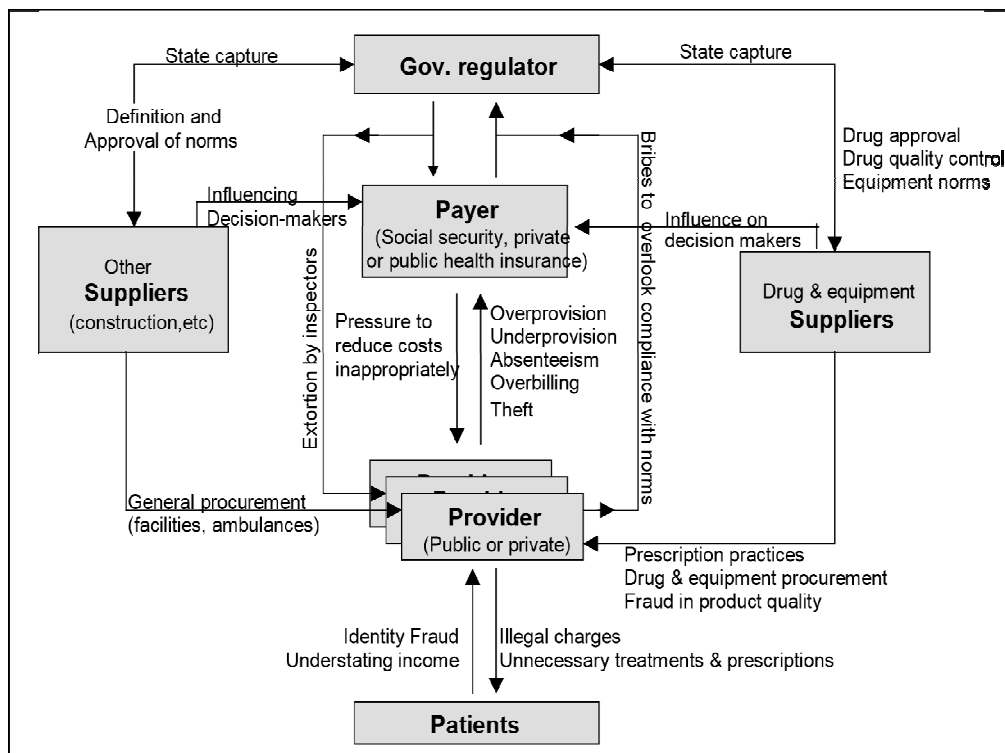 State capture
Gov. regulator
State capture
Definition and
Approval of norms
Drug approval
Drug quality control
Equipment norms
Influencing
Decision-makers
Payer
(Social security, private
or public health insurance)
Influence on
decision makers
Other
Suppliers
(construction,etc)
Drug & equipment
Suppliers
Extortion by inspectors
Pressure to
reduce costs
inappropriately
Overprovision
Underprovision
Absenteeism
Overbilling
Theft
Bribes to overlook compliance with norms
General procurement
(facilities, ambulances)
Provider
(Public or private)
Prescription practices
Drug & equipment procurement
Fraud in product quality
Identity Fraud
Understating income
Illegal charges
Unnecessary treatments & prescriptions
Patients